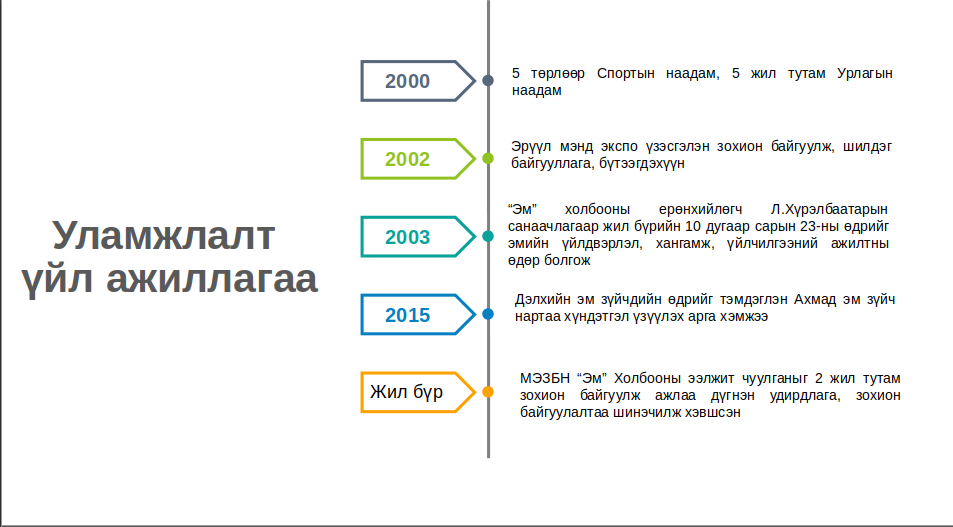 Уламжлалт
үйл ажиллагаа
2000
5 төрлөөр Спортын наадам, 5 жил тутам Урлагын
наадам
2002
Эрүүл мэнд экспо үзэсгэлэн зохион байгуулж, шилдэг
байгууллага, бүтээгдэхүүн
2003
“Эм” холбооны ерөнхийлөгч Л.Хүрэлбаатарын
санаачлагаар жил бүрийн 10 дугаар сарын 23-ны өдрийг
эмийн үйлдвэрлэл, хангамж, үйлчилгээний ажилтны
өдөр болгож
2015
Дэлхийн эм зүйчдийн өдрийг тэмдэглэн Ахмад эм зүйч
нартаа хүндэтгэл үзүүлэх арга хэмжээ
Жил бүр
МЭЗБН “Эм” Холбооны ээлжит чуулганыг 2 жил тутам
зохион байгуулж ажлаа дүгнэн удирдлага, зохион
байгуулалтаа шинэчилж хэвшсэн